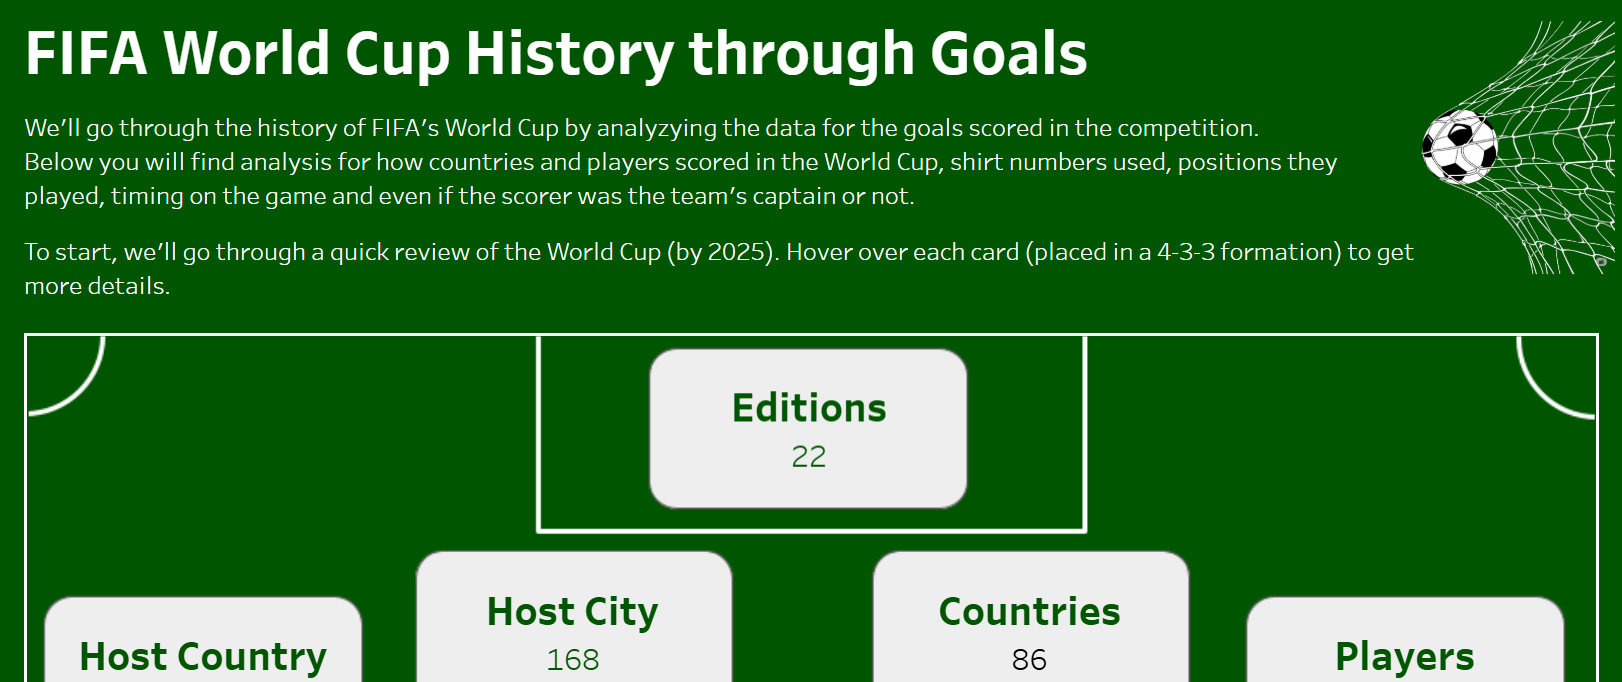 FIFA World Cup History through Goals
We’ll go through the history of FIFA’s World Cup by analyzying the data for the goals scored in the competition.
Below you will find analysis for how countries and players scored in the World Cup, shirt numbers used, positions they
played, timing on the game and even if the scorer was the team’s captain or not.
To start, we’ll go through a quick review of the World Cup (by 2025). Hover over each card (placed in a 4-3-3 formation) to get
more details.
Editions
22
Host City
168
Countries
86
Host Country
Players